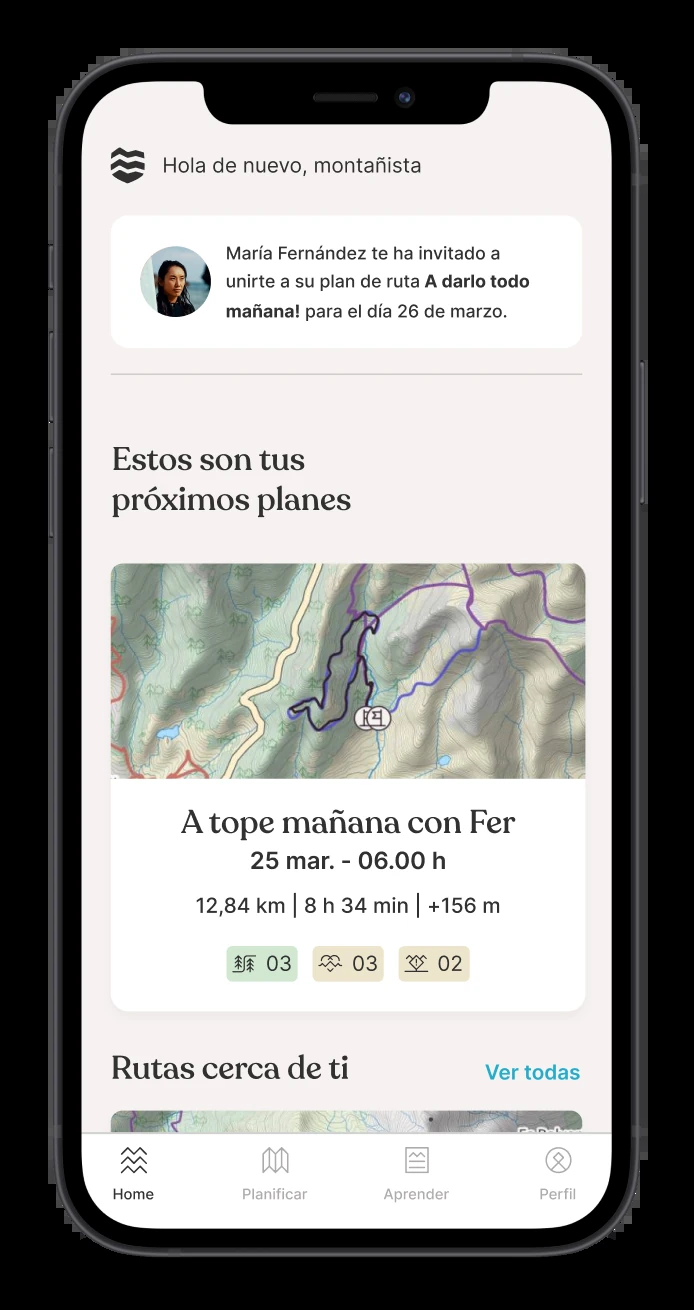 Hola de nuevo, montañista
María Fernández te ha invitado a
unirte a su plan de ruta A darlo todo
mañana! para el día 26 de marzo.
Estos son tus
próximos planes
A tope mañana con Fer
25 mar. - 06.00 h
12,84 km | 8 h 34 min | +156 m
03 03 02
Rutas cerca de ti
Ver todas
Home Planificar Aprender Perfil